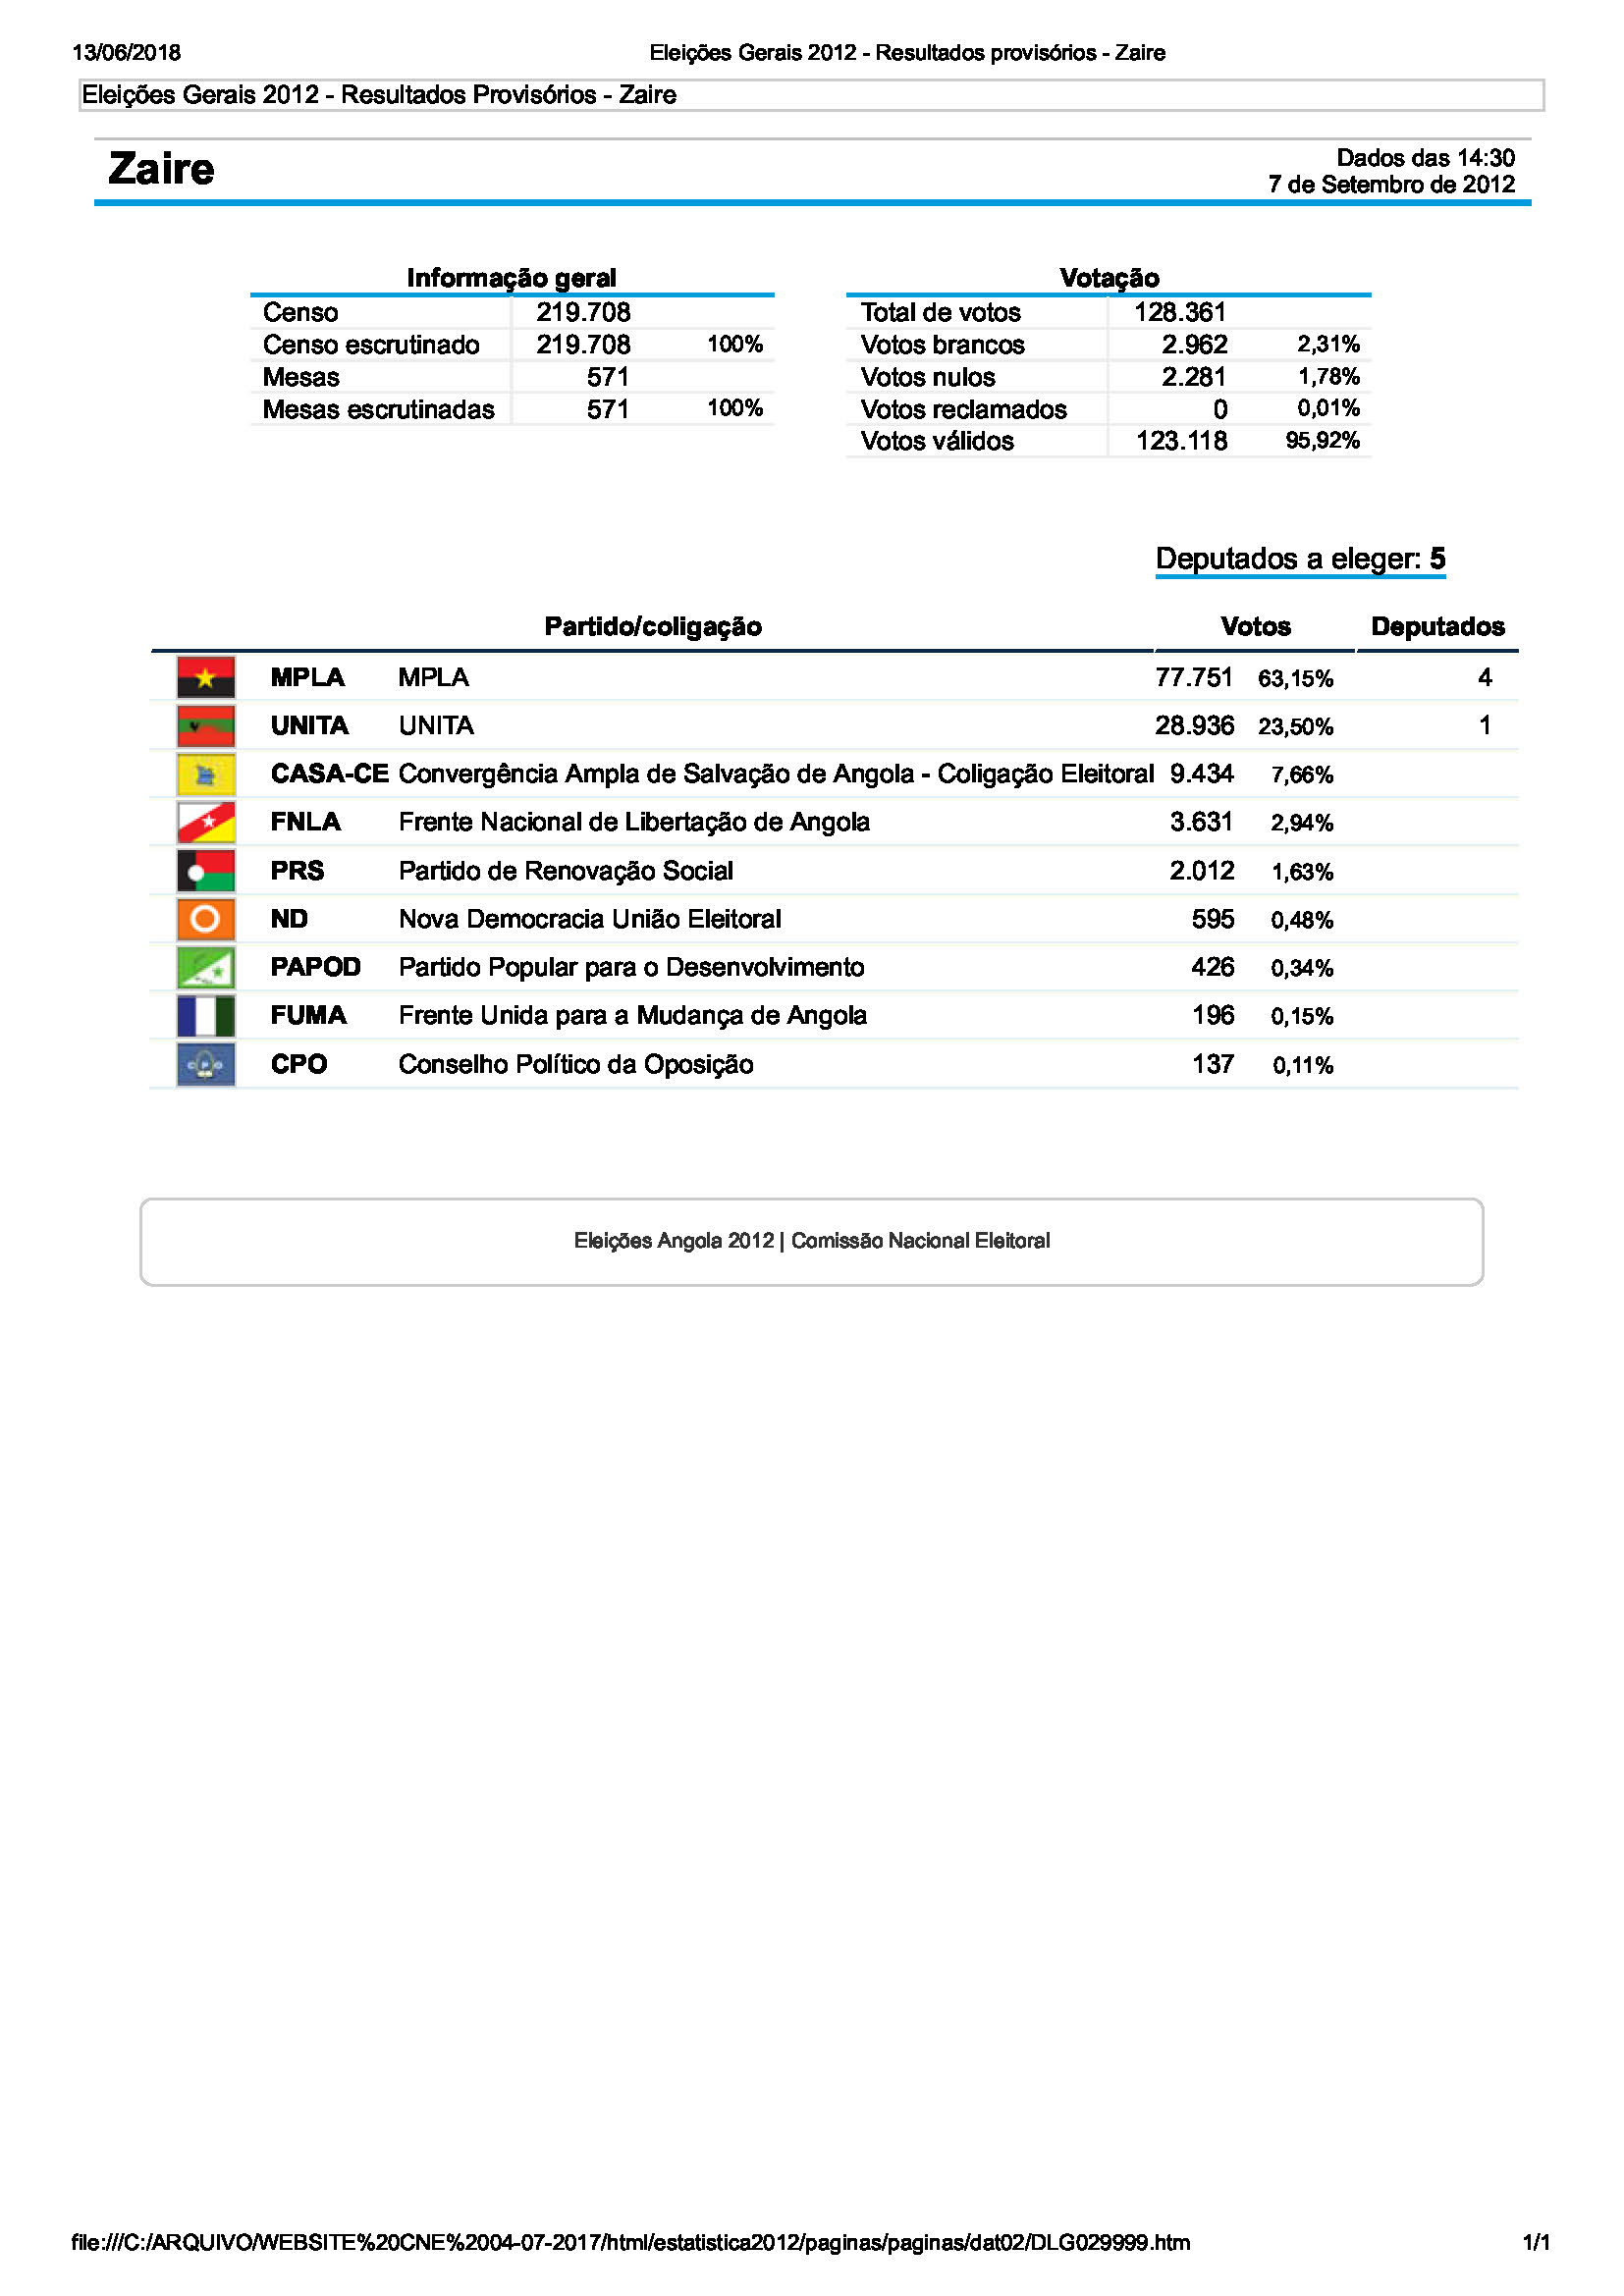 13/06/2018 Eleições Gerais 2012 - Resultados provisórios - Zaire
Eleições Gerais 2012 - Resultados Provisórios - Zaire
Zaire
Dados das 14:30
7 de Setembro de 2012
Informação geral
Censo 219.708
Censo escrutinado 219.708 100%
Mesas 571
Mesas escrutinadas 571 100%
Votação
Total de votos 128.361
Votos brancos 2.962 2,31%
Votos nulos 2.281 1,78%
Votos reclamados 0 0,01%
Votos válidos 123.118 95,92%
Deputados a eleger: 5
Partido/coligação Votos Deputados
MPLA MPLA 77.751 63,15% 4
UNITA UNITA 28.936 23,50% 1
CASA-CE Convergência Ampla de Salvação de Angola - Coligação Eleitoral 9.434 7,66%
FNLA Frente Nacional de Libertação de Angola 3.631 2,94%
PRS Partido de Renovação Social 2.012 1,63%
ND Nova Democracia União Eleitoral 595 0,48%
PAPOD Partido Popular para o Desenvolvimento 426 0,34%
FUMA Frente Unida para a Mudança de Angola 196 0,15%
CPO Conselho Político da Oposição 137 0,11%
Eleições Angola 2012 | Comissão Nacional Eleitoral
file:///C:/ARQUIVO/WEBSITE%20CNE%2004-07-2017/html/estatistica2012/paginas/paginas/dat02/DLG029999.htm 1/1